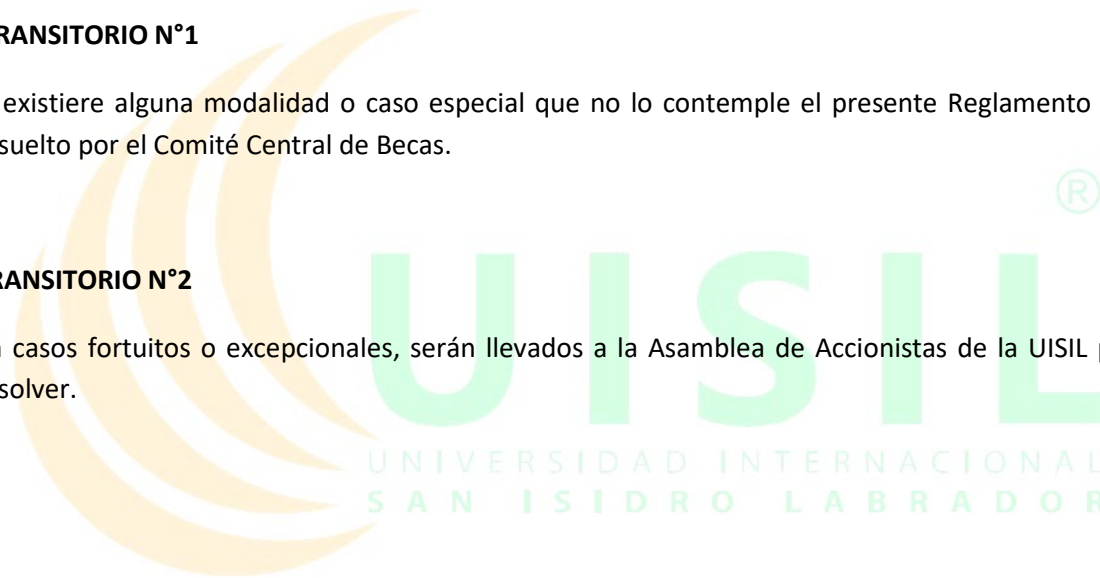 RANSITORIO N°1
existiere alguna modalidad o caso especial que no lo contemple el presente Reglamento
suelto por el Comité Central de Becas.
®
RANSITORIO N°2
casos fortuitos o excepcionales, serán llevados a la Asamblea de Accionistas de la UISIL
solver.
UISIL
UNIVERSIDAD INTERNACIONAL
SAN ISIDRO LABRADOR